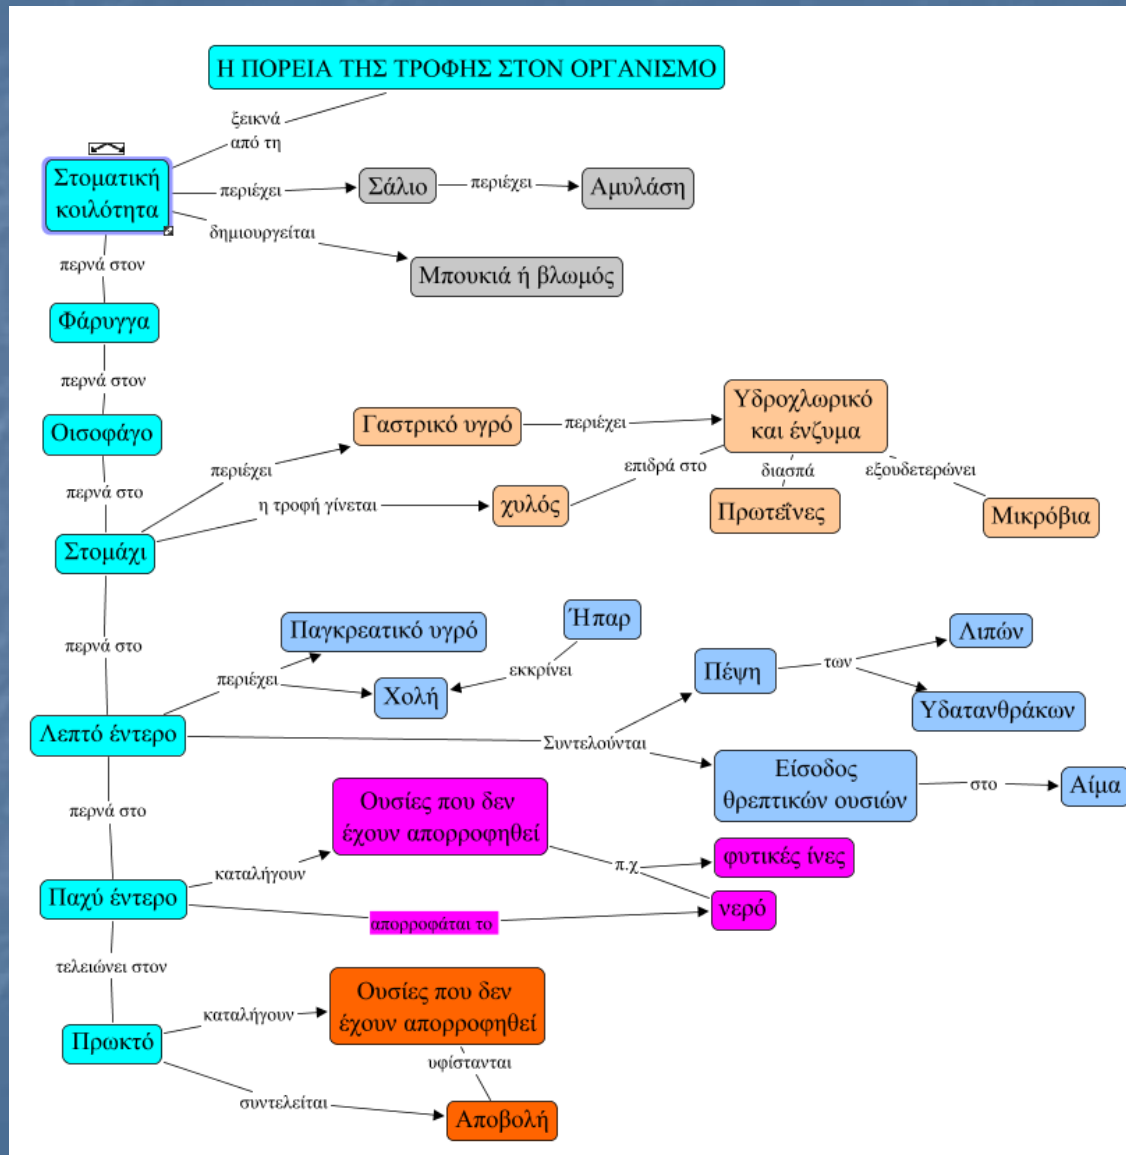 Η ΠΟΡΕΙΑ ΤΗΣ ΤΡΟΦΗΣ ΣΤΟΝ ΟΡΓΑΝΙΣΜΟ
ξεικνά
από τη
Στοματική
κοιλότητα
περιέχει
Σάλιο
περιέχει
Αμυλάση
δημιουργείται
Μπουκιά ή βλωμός
περνά στον
Φάρυγγα
περνά στον
Οισοφάγο
περνά στο
Στομάχι
περιέχει
Γαστρικό υγρό
περιέχει
Υδροχλωρικό
και ένζυμα
η τροφή γίνεται
χυλός
επιδρά στο
διασπά
Πρωτεΐνες
εξουδετερώνει
Μικρόβια
περνά στο
Λεπτό έντερο
περιέχει
Παγκρεατικό υγρό
Χολή
Ήπαρ
εκκρίνει
Συντελούνται
Πέψη
των
Λιπών
Υδατανθράκων
Είσοδος
θρεπτικών ουσιών
στο
Αίμα
περνά στο
Παχύ έντερο
καταλήγουν
Ουσίες που δεν
έχουν απορροφηθεί
π.χ
φυτικές ίνες
νερό
απορροφάται το
τελειώνει στον
Πρωκτό
καταλήγουν
Ουσίες που δεν
έχουν απορροφηθεί
υφίστανται
συντελείται
Αποβολή